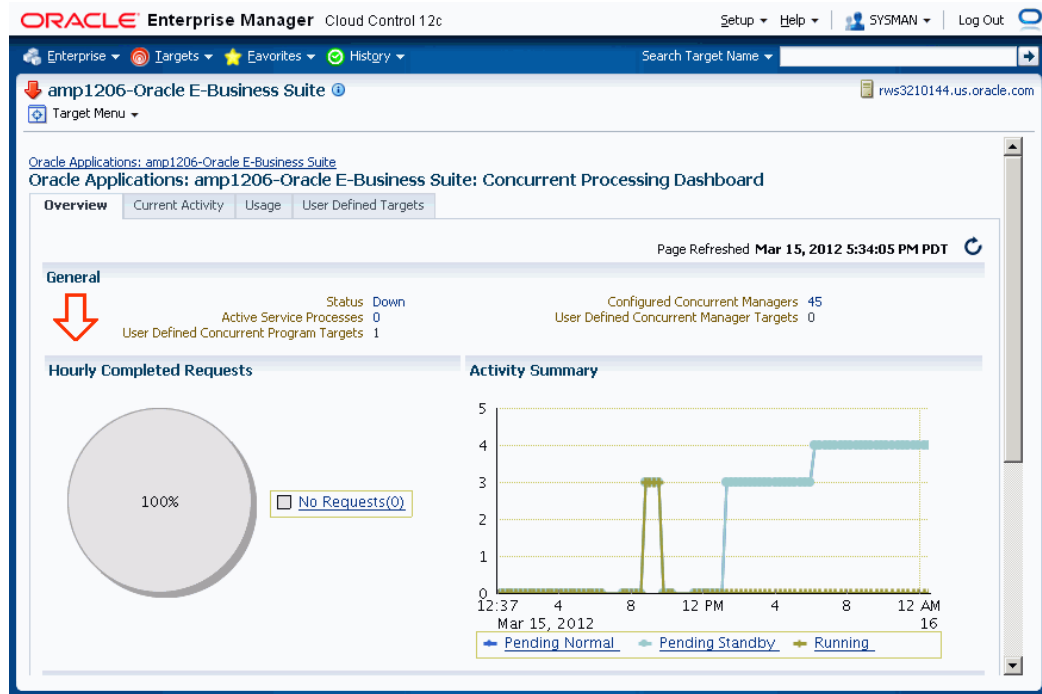 ORACLE Enterprise Manager Cloud Control 12c
Setup Help SYSMAN Log Out
Enterprise Targets Favorites History Search Target Name
amp1206-Oracle E-Business Suite rws3210144.us.oracle.com
Target Menu
Oracle Applications: amp1206-Oracle E-Business Suite
Oracle Applications: amp1206-Oracle E-Business Suite: Concurrent Processing Dashboard
Overview Current Activity Usage User Defined Targets
Page Refreshed Mar 15, 2012 5:34:05 PM PDT
General
Status Down Configured Concurrent Managers 45
Active Service Processes 0 User Defined Concurrent Manager Targets 0
User Defined Concurrent Program Targets 1
Hourly Completed Requests Activity Summary
100%
No Requests(0)
5
4
3
2
1
0
12:37 4 8 12 PM 4 8 12 AM
Mar 15, 2012 16
Pending Normal Pending Standby Running